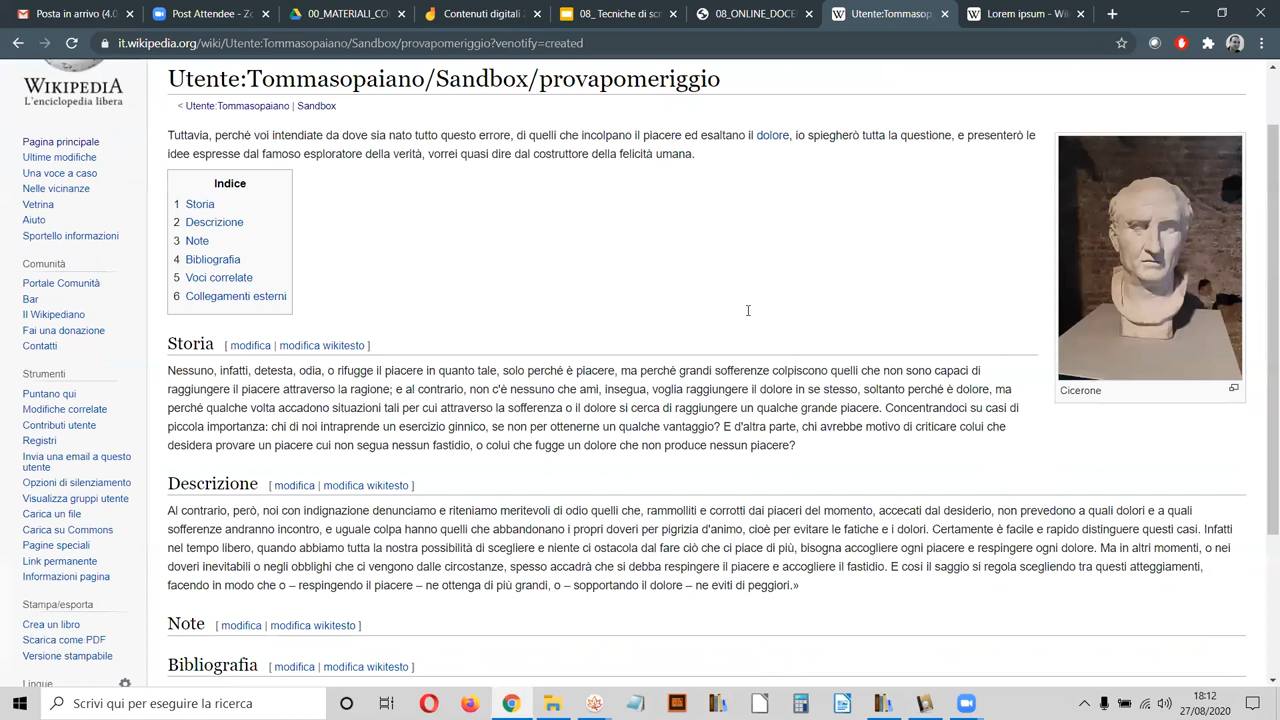 Posta in arrivo (4.0
Post Attendee - Ze
00_MATERIALI_CO
Contenuti digitali
08_ Tecniche di scr
08_ONLINE_DOCE
Utente:Tommasop
Lorem ipsum - Wiki
it.wikipedia.org/wiki/Utente:Tommasopaiano/Sandbox/provapomeriggio?venotify=created
WIKIPEDIA
L'enciclopedia libera
Pagina principale
Ultime modifiche
Una voce a caso
Nelle vicinanze
Vetrina
Aiuto
Sportello informazioni
Comunità
Portale Comunità
Bar
Il Wikipediano
Fai una donazione
Contatti
Strumenti
Puntano qui
Modifiche correlate
Contributi utente
Registri
Invia una email a questo
utente
Opzioni di silenziamento
Visualizza gruppi utente
Carica un file
Carica su Commons
Pagine speciali
Link permanente
Informazioni pagina
Stampa/esporta
Crea un libro
Scarica come PDF
Versione stampabile
Lingue
Utente:Tommasopaiano/Sandbox/provapomeriggio
< Utente:Tommasopaiano | Sandbox
Tuttavia, perché voi intendiate da dove sia nato tutto questo errore, di quelli che incolpano il piacere ed esaltano il dolore, io spiegherò tutta la questione, e presenterò le
idee espresse dal famoso esploratore della verità, vorrei quasi dire dal costruttore della felicità umana.
Indice
1 Storia
2 Descrizione
3 Note
4 Bibliografia
5 Voci correlate
6 Collegamenti esterni
Cicerone
Storia [ modifica | modifica wikitesto ]
Nessuno, infatti, detesta, odia, o rifugge il piacere in quanto tale, solo perché è piacere, ma perché grandi sofferenze colpiscono quelli che non sono capaci di
raggiungere il piacere attraverso la ragione; e al contrario, non c'è nessuno che ami, insegua, voglia raggiungere il dolore in se stesso, soltanto perché è dolore, ma
perché qualche volta accadono situazioni tali per cui attraverso la sofferenza o il dolore si cerca di raggiungere un qualche grande piacere. Concentrandoci su casi di
piccola importanza: chi di noi intraprende un esercizio ginnico, se non per ottenerne un qualche vantaggio? E d'altra parte, chi avrebbe motivo di criticare colui che
desidera provare un piacere cui non segua nessun fastidio, o colui che fugge un dolore che non produce nessun piacere?
Descrizione [ modifica | modifica wikitesto ]
Al contrario, però, noi con indignazione denunciamo e riteniamo meritevoli di odio quelli che, rammolliti e corrotti dai piaceri del momento, accecati dal desiderio, non prevedono a quali dolori e a quali
sofferenze andranno incontro, e uguale colpa hanno quelli che abbandonano i propri doveri per pigrizia d'animo, cioè per evitare le fatiche e i dolori. Certamente è facile e rapido distinguere questi casi. Infatti
nel tempo libero, quando abbiamo tutta la nostra possibilità di scegliere e niente ci ostacola dal fare ciò che ci piace di più, bisogna accogliere ogni piacere e respingere ogni dolore. Ma in altri momenti, o nei
doveri inevitabili o negli obblighi che ci vengono dalle circostanze, spesso accadrà che si debba respingere il piacere e accogliere il fastidio. E così il saggio si regola scegliendo tra questi atteggiamenti,
facendo in modo che o – respingendo il piacere – ne ottenga di più grandi, o – sopportando il dolore – ne eviti di peggiori.»
Note [ modifica | modifica wikitesto ]
Bibliografia [ modifica | modifica wikitesto ]
Scrivi qui per eseguire la ricerca
18:12
27/08/2020